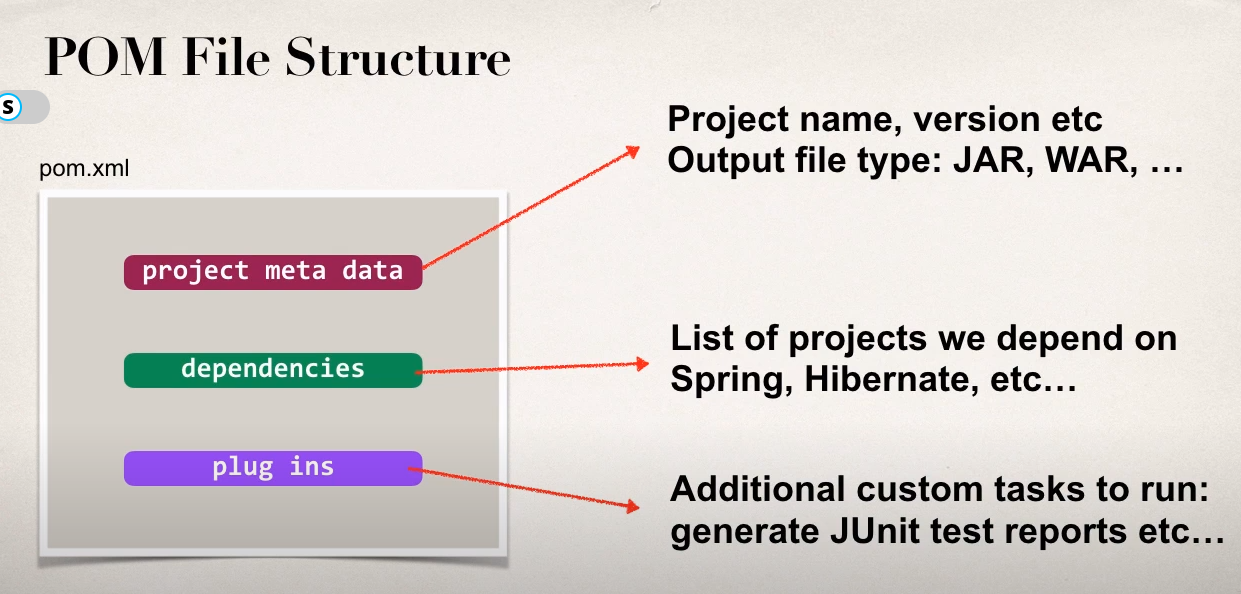 POM File Structure
S
pom.xml
project meta data
dependencies
plug ins
Project name, version etc
Output file type: JAR, WAR, …
List of projects we depend on
Spring, Hibernate, etc…
Additional custom tasks to run:
generate JUnit test reports etc…